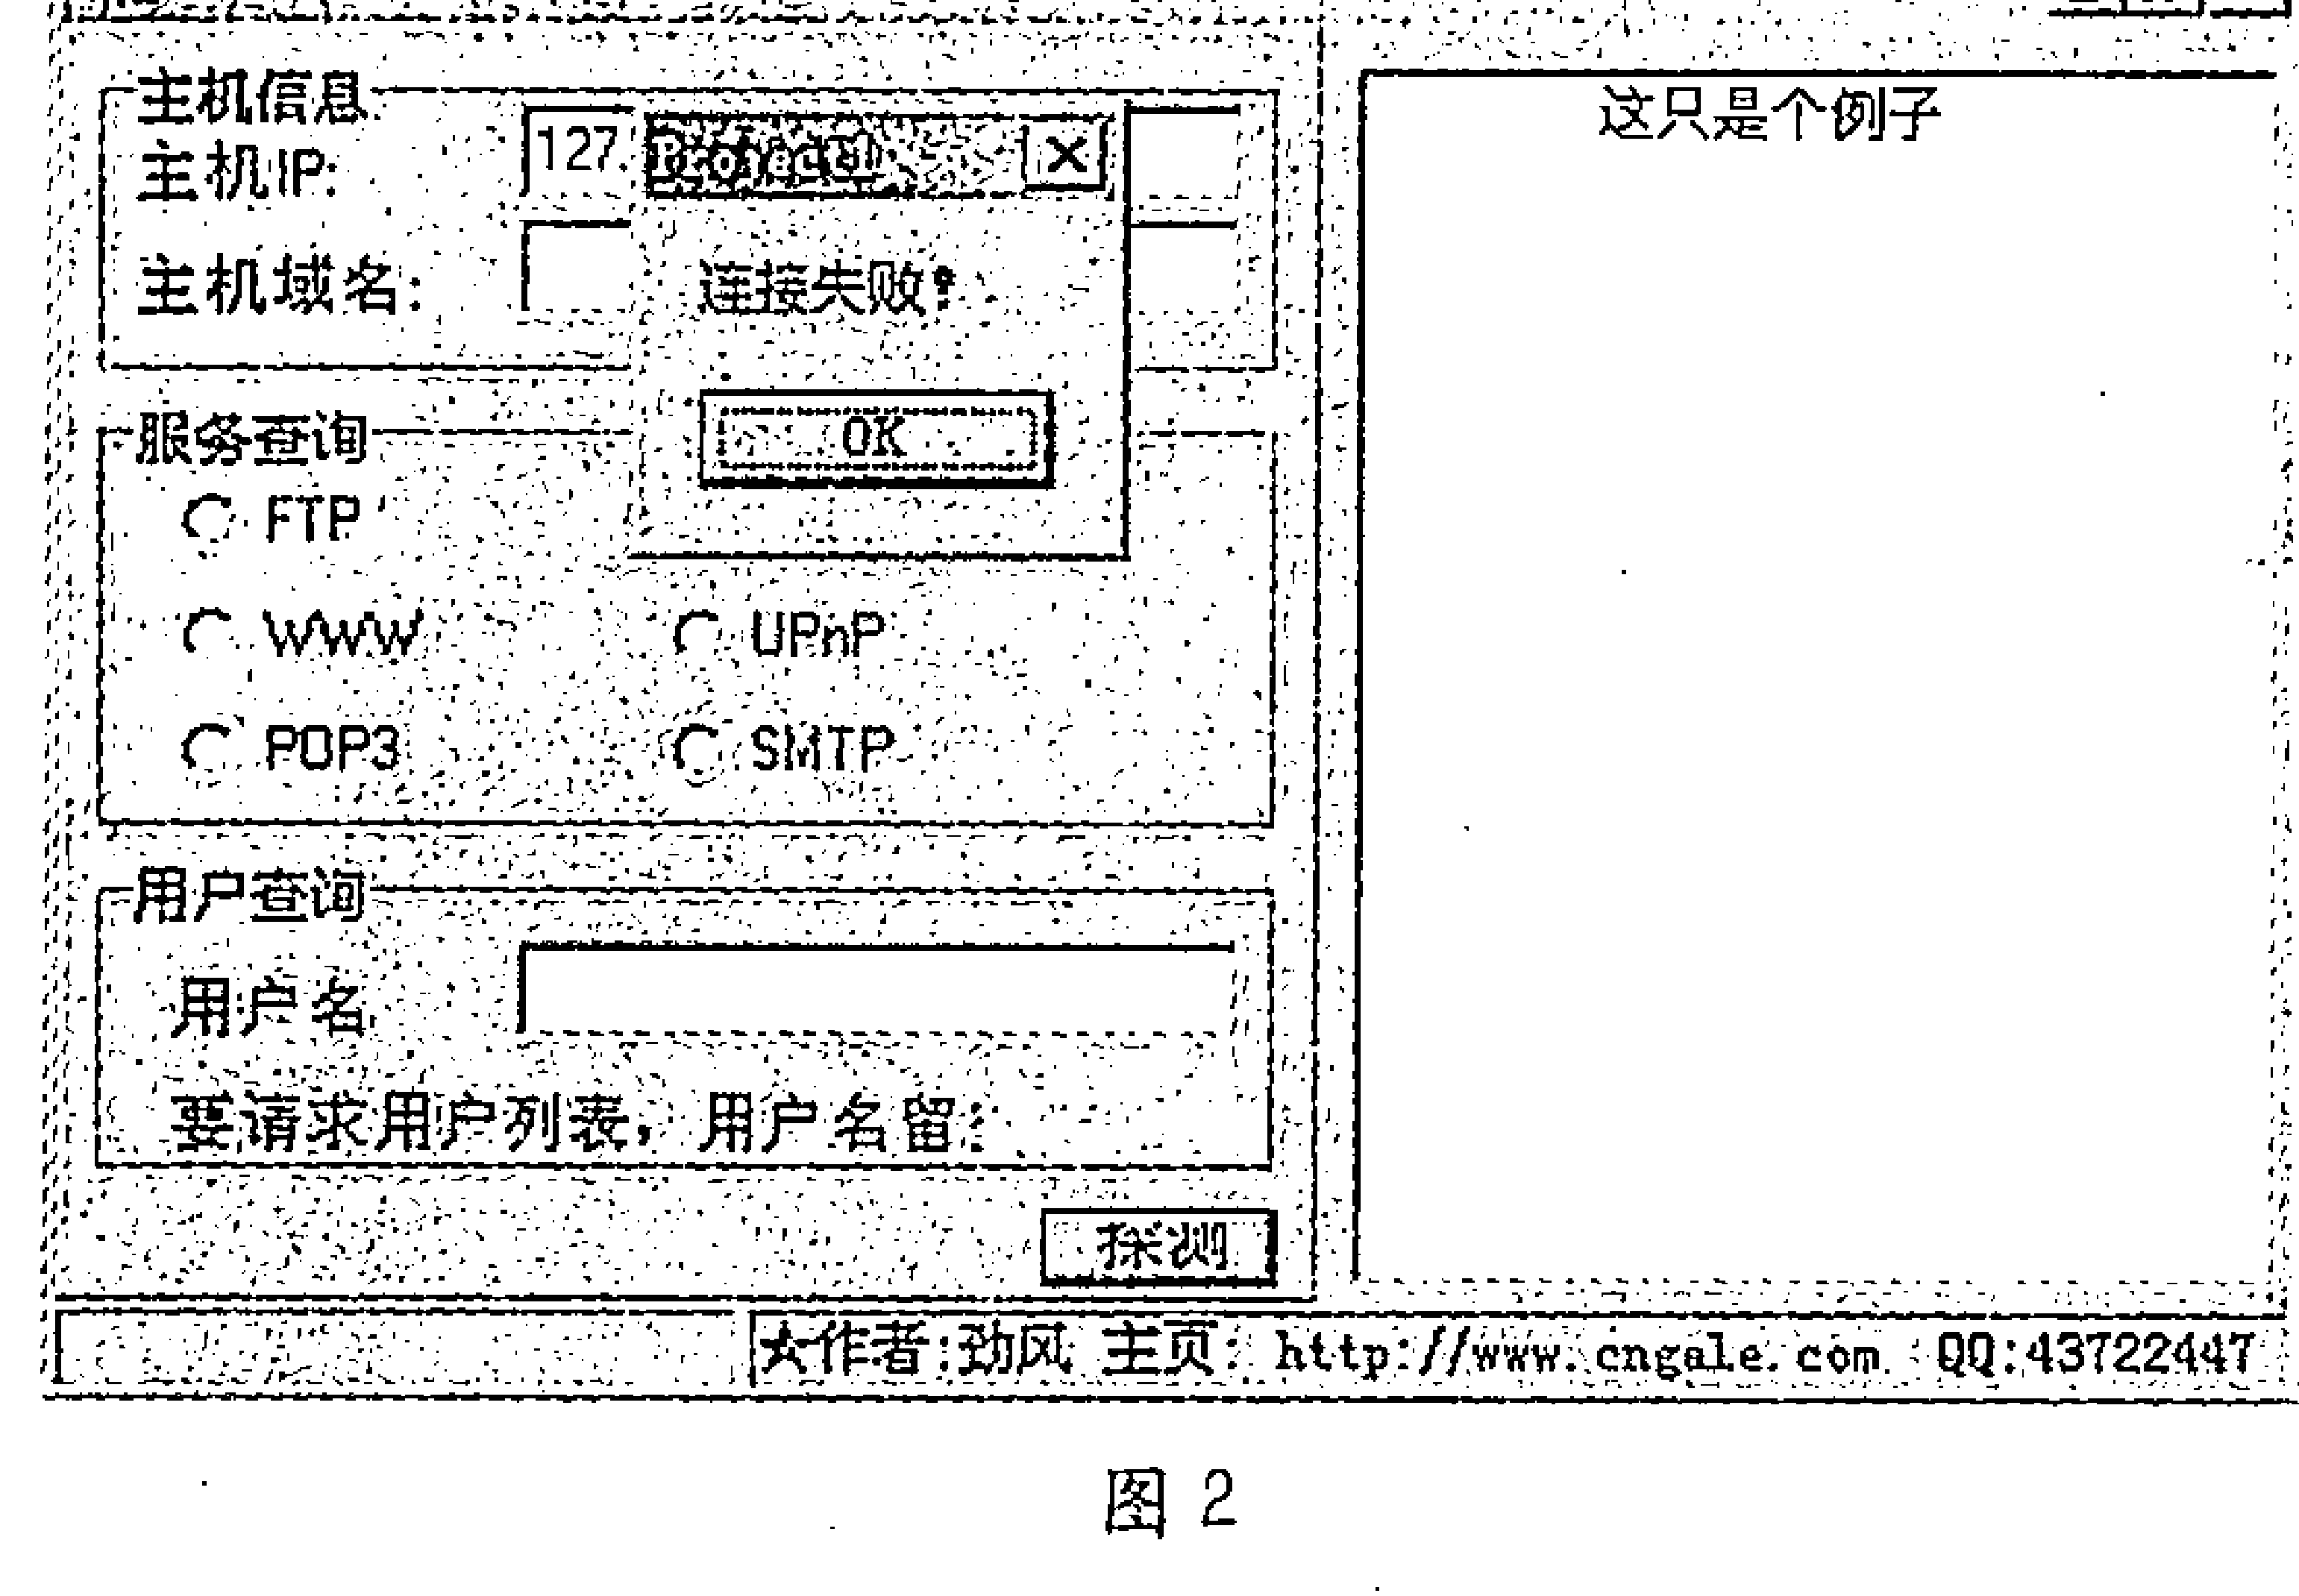 主机信息
主机IP:
127.
Project1
主机域名:
连接失败!
OK
服务查询
FTP
WWW
UPnP
POP3
SMTP
用户查询
用户名
要请求用户列表，用户名留
探测
这只是个例子
作者:劲风 主页: http://www.cngale.com QQ:43722447
图 2